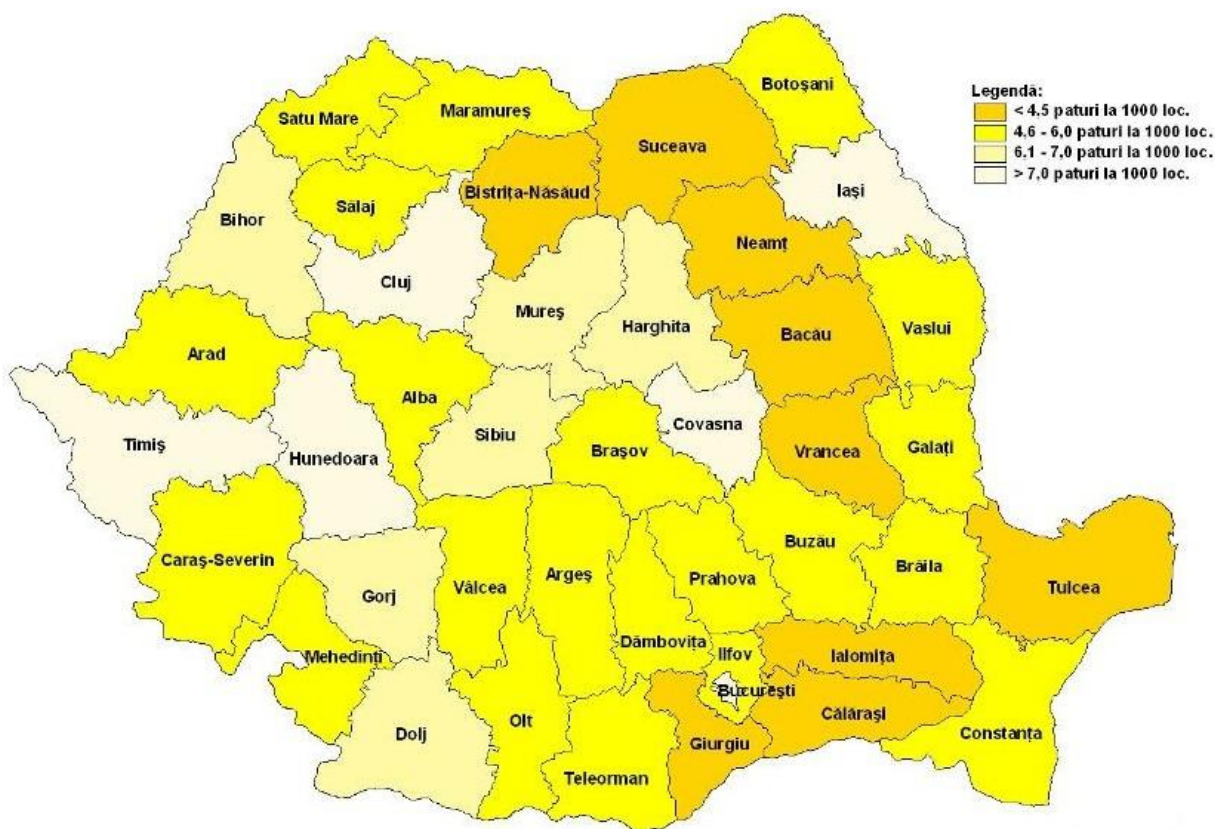 Botoşani
Legendă:
< 4,5 paturi la 1000 loc.
4,6 - 6,0 paturi la 1000 loc.
6,1 - 7,0 paturi la 1000 loc.
> 7,0 paturi la 1000 loc.
Satu Mare
Maramureş
Suceava
Iaşi
Bistriţa-Năsăud
Sălaj
Bihor
Neamţ
Cluj
Mureş
Harghita
Bacău
Vaslui
Arad
Alba
Covasna
Timiş
Hunedoara
Sibiu
Braşov
Vrancea
Galaţi
Caraş-Severin
Buzău
Brăila
Vâlcea
Argeş
Prahova
Tulcea
Gorj
Dâmboviţa
Ilfov
Ialomiţa
Mehedinţi
Bucureşti
Călăraşi
Olt
Dolj
Giurgiu
Constanţa
Teleorman